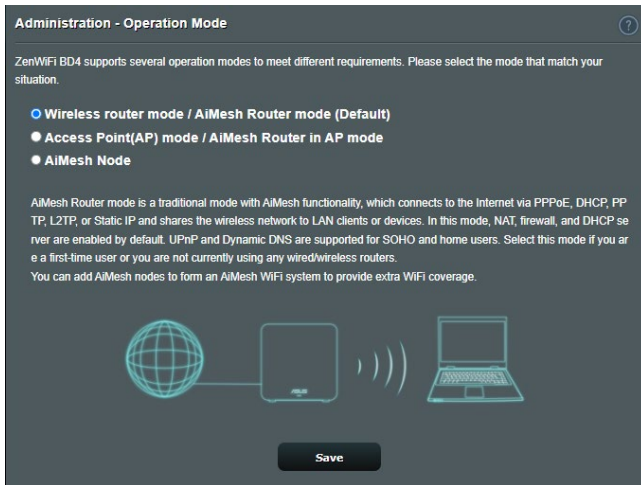 Administration - Operation Mode
?
ZenWiFi BD4 supports several operation modes to meet different requirements. Please select the mode that match your
situation.
Wireless router mode / AiMesh Router mode (Default)
Access Point(AP) mode / AiMesh Router in AP mode
AiMesh Node
AiMesh Router mode is a traditional mode with AiMesh functionality, which connects to the Internet via PPPoE, DHCP, PP
TP, L2TP, or Static IP and shares the wireless network to LAN clients or devices. In this mode, NAT, firewall, and DHCP se
rver are enabled by default. UPnP and Dynamic DNS are supported for SOHO and home users. Select this mode if you ar
e a first-time user or you are not currently using any wired/wireless routers.
You can add AiMesh nodes to form an AiMesh WiFi system to provide extra WiFi coverage.
ASUS
Save